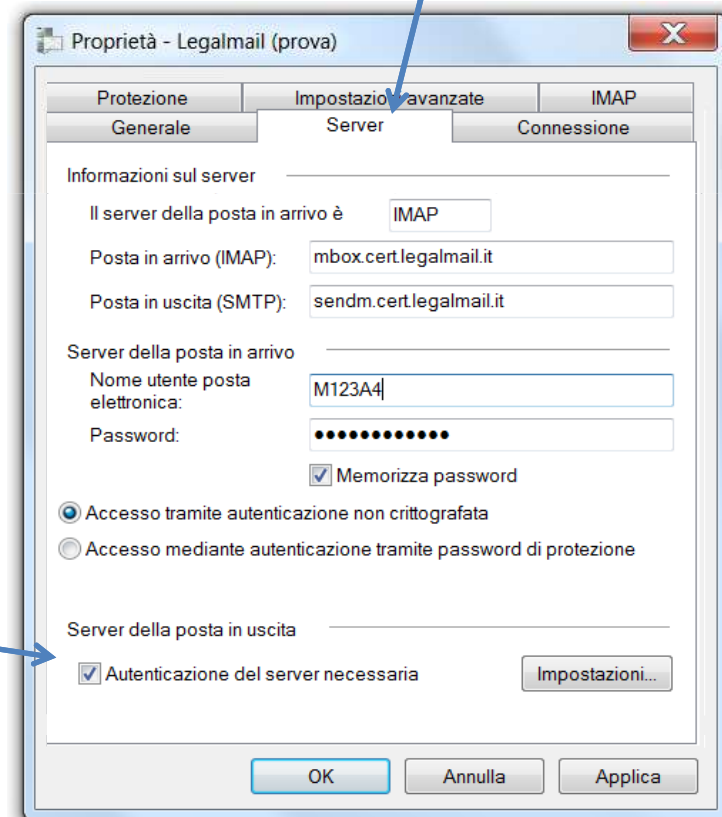 Proprietà - Legalmail (prova)
Protezione Impostazioni avanzate IMAP
Generale Server Connessione
Informazioni sul server
Il server della posta in arrivo è IMAP
Posta in arrivo (IMAP): mbox.cert.legalmail.it
Posta in uscita (SMTP): sendm.cert.legalmail.it
Server della posta in arrivo
Nome utente posta
elettronica: M123A4
Password: ●●●●●●●●●●●●
Memorizza password
Accesso tramite autenticazione non crittografata
Accesso mediante autenticazione tramite password di protezione
Server della posta in uscita
Autenticazione del server necessaria Impostazioni...
OK Annulla Applica